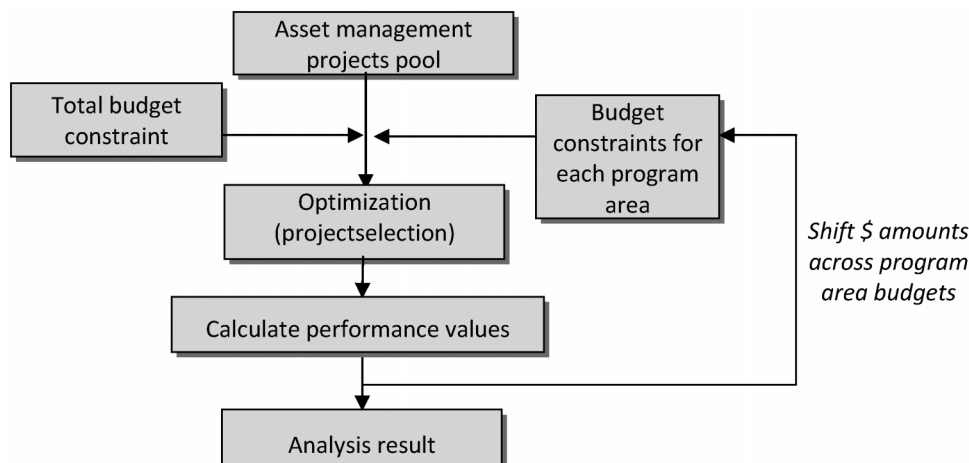 Asset management
projects pool
Total budget
constraint
Budget
constraints for
each program
area
Optimization
(projectselection)
Shift $ amounts
across program
area budgets
Calculate performance values
Analysis result